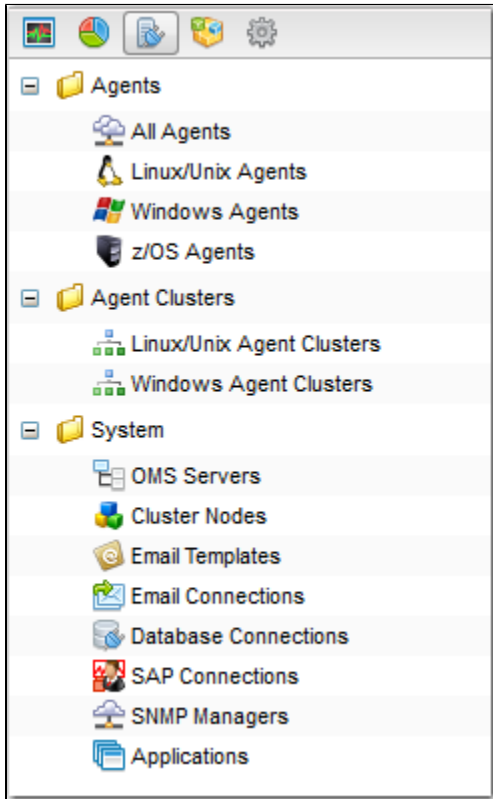 Agents
All Agents
Linux/Unix Agents
Windows Agents
z/OS Agents
Agent Clusters
Linux/Unix Agent Clusters
Windows Agent Clusters
System
OMS Servers
Cluster Nodes
Email Templates
Email Connections
Database Connections
SAP Connections
SNMP Managers
Applications